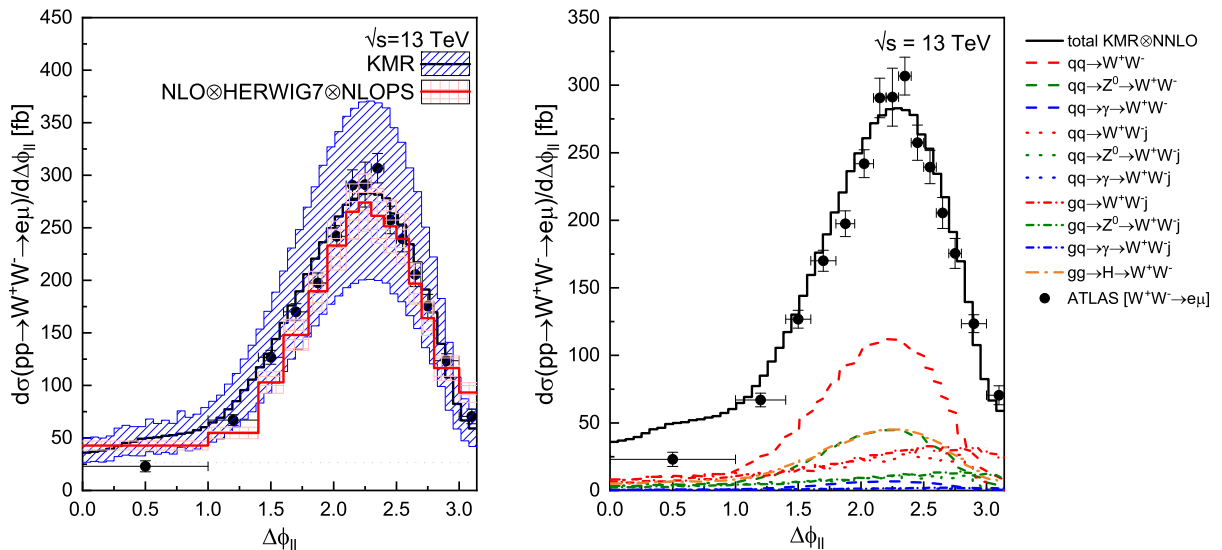 dσ(pp→W⁺W⁻→eμ)/dΔϕ_ll [fb]
450
400
350
300
250
200
150
100
50
0
0.0 0.5 1.0 1.5 2.0 2.5 3.0
Δϕ_ll
√s=13 TeV
KMR
NLO⊗HERWIG7⊗NLOPS
dσ(pp→W⁺W⁻→eμ)/dΔϕ_ll [fb]
350
300
250
200
150
100
50
0
0.0 0.5 1.0 1.5 2.0 2.5 3.0
Δϕ_ll
√s = 13 TeV
total KMR⊗NNLO
qq→W⁺W⁻
qq→Z⁰→W⁺W⁻
qq→γ→W⁺W⁻
qq→W⁺W⁻j
qq→Z⁰→W⁺W⁻j
qq→γ→W⁺W⁻j
gq→W⁺W⁻j
gq→Z⁰→W⁺W⁻j
gq→γ→W⁺W⁻j
gg→H→W⁺W⁻
ATLAS [W⁺W⁻→eμ]